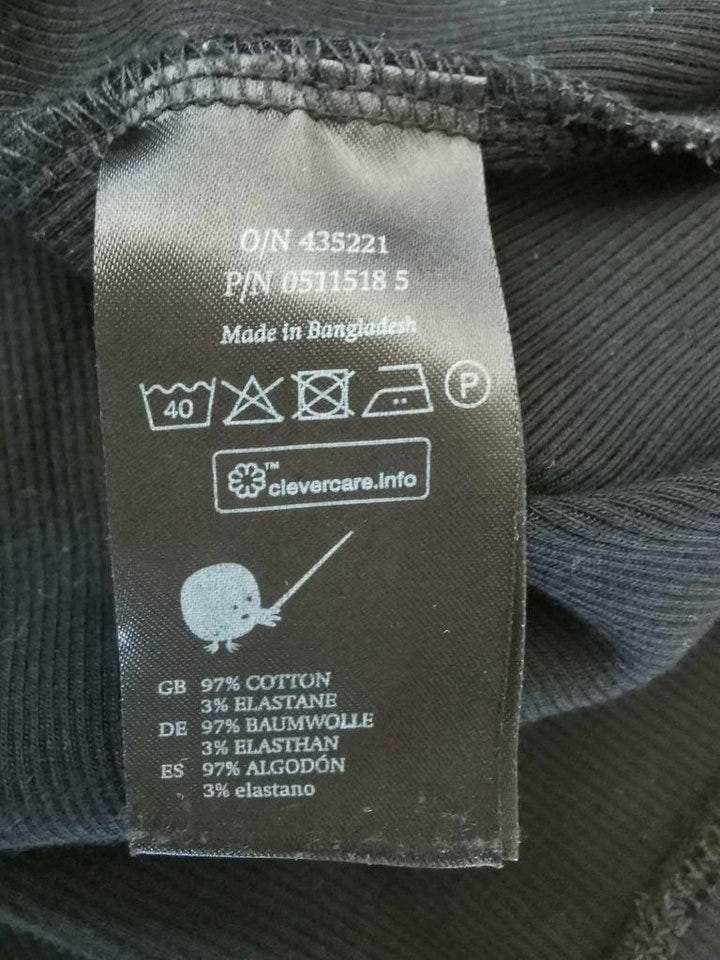 O/N 435221
P/N 0511518 5
Made in Bangladesh
40 P
™ clevercare.info
GB 97% COTTON
3% ELASTANE
DE 97% BAUMWOLLE
3% ELASTHAN
ES 97% ALGODÓN
3% elastano